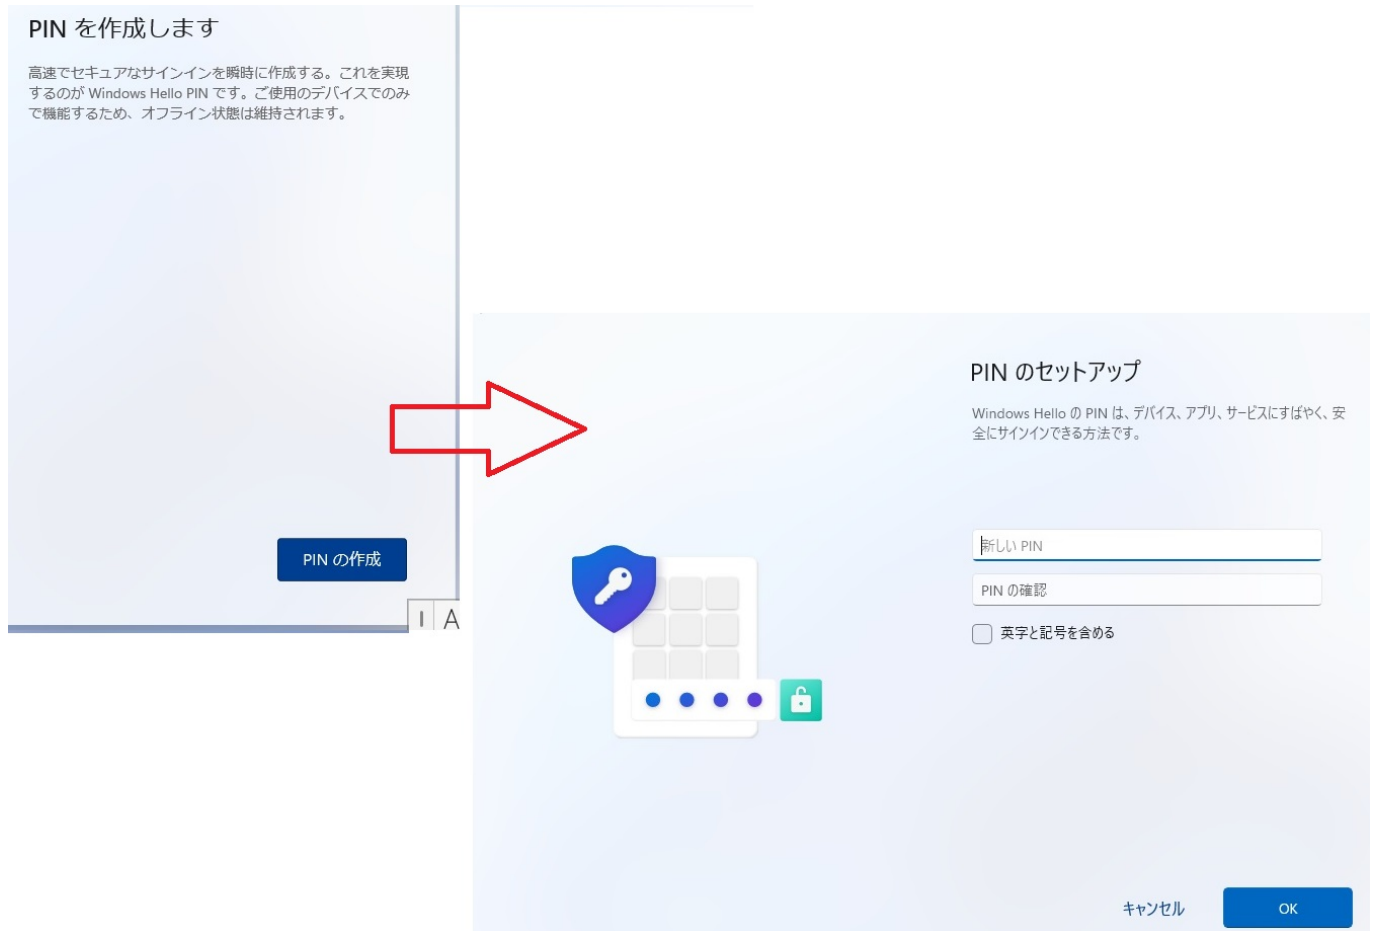 PIN を作成します
高速でセキュアなサインインを瞬時に作成する。これを実現
するのが Windows Hello PIN です。ご使用のデバイスでのみ
で機能するため、オフライン状態は維持されます。
PIN の作成
I A
PIN のセットアップ
Windows Hello の PIN は、デバイス、アプリ、サービスにすばやく、安
全にサインインできる方法です。
新しい PIN
PIN の確認
英字と記号を含める
キャンセル
OK